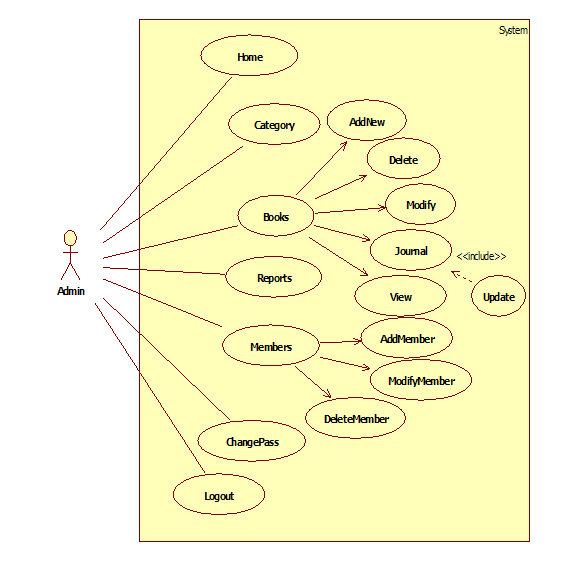 System
Home
Category
AddNew
Delete
Books
Modify
Journal
<<include>>
Reports
View
Update
Admin
Members
AddMember
ModifyMember
DeleteMember
ChangePass
Logout